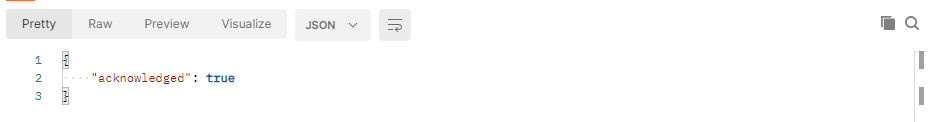 Pretty Raw Preview Visualize JSON
1 {
2 "acknowledged": true
3 }